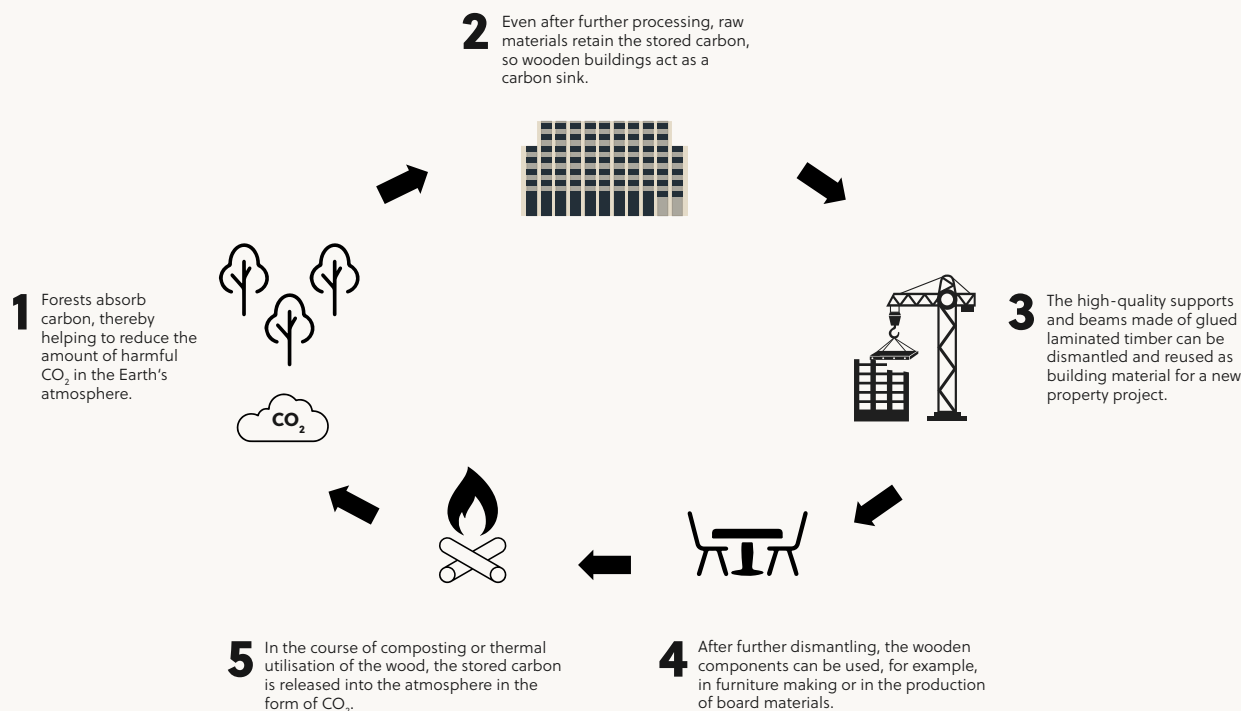 2
Even after further processing, raw
materials retain the stored carbon,
so wooden buildings act as a
carbon sink.
1
Forests absorb
carbon, thereby
helping to reduce the
amount of harmful
CO₂ in the Earth's
atmosphere.
CO₂
3
The high-quality supports
and beams made of glued
laminated timber can be
dismantled and reused as
building material for a new
property project.
5
In the course of composting or thermal
utilisation of the wood, the stored carbon
is released into the atmosphere in the
form of CO₂.
4
After further dismantling, the wooden
components can be used, for example,
in furniture making or in the production
of board materials.